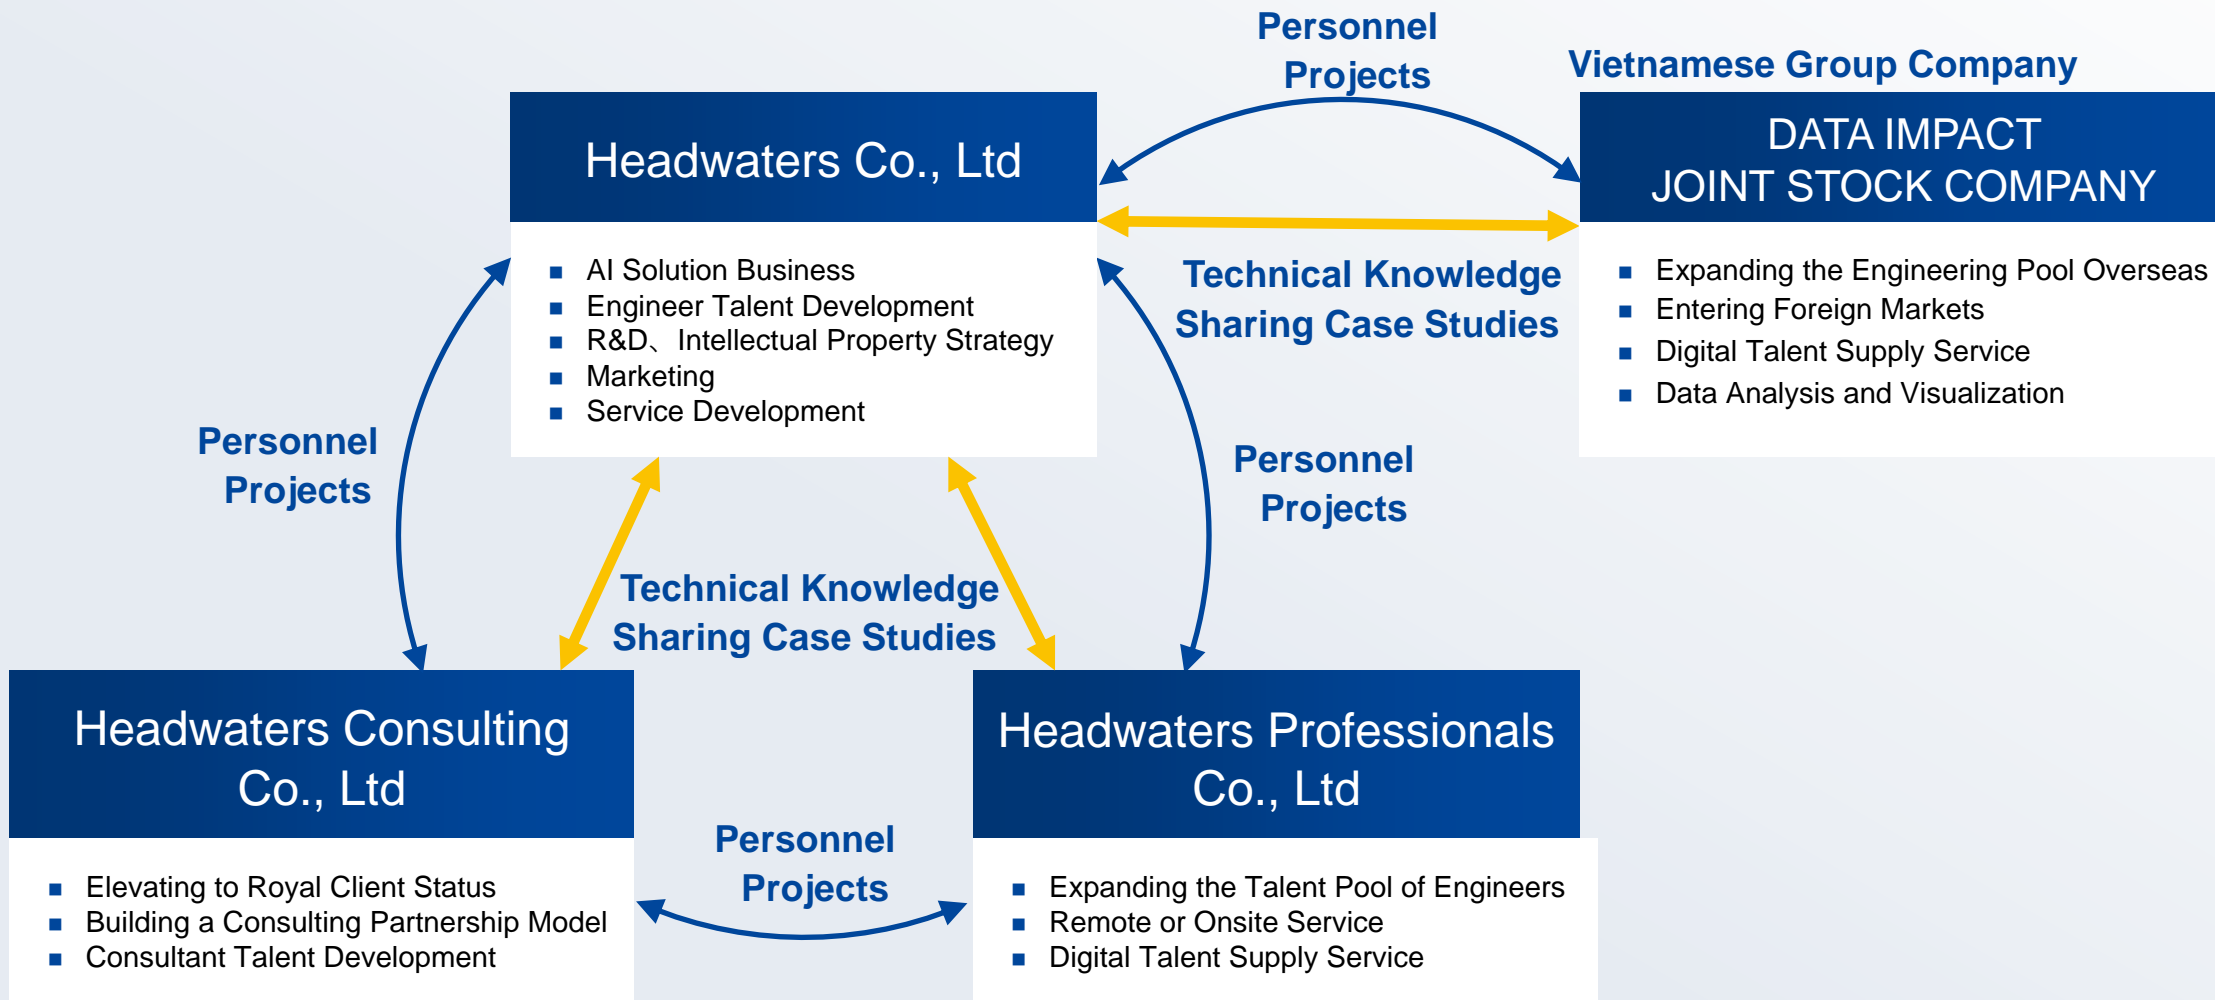 Personnel
Projects
Vietnamese Group Company
Headwaters Co., Ltd
DATA IMPACT
JOINT STOCK COMPANY
■ AI Solution Business
■ Engineer Talent Development
■ R&D、Intellectual Property Strategy
■ Marketing
■ Service Development
Technical Knowledge
Sharing Case Studies
■ Expanding the Engineering Pool Overseas
■ Entering Foreign Markets
■ Digital Talent Supply Service
■ Data Analysis and Visualization
Personnel
Projects
Personnel
Projects
Technical Knowledge
Sharing Case Studies
Headwaters Consulting
Co., Ltd
■ Elevating to Royal Client Status
■ Building a Consulting Partnership Model
■ Consultant Talent Development
Personnel
Projects
Headwaters Professionals
Co., Ltd
■ Expanding the Talent Pool of Engineers
■ Remote or Onsite Service
■ Digital Talent Supply Service